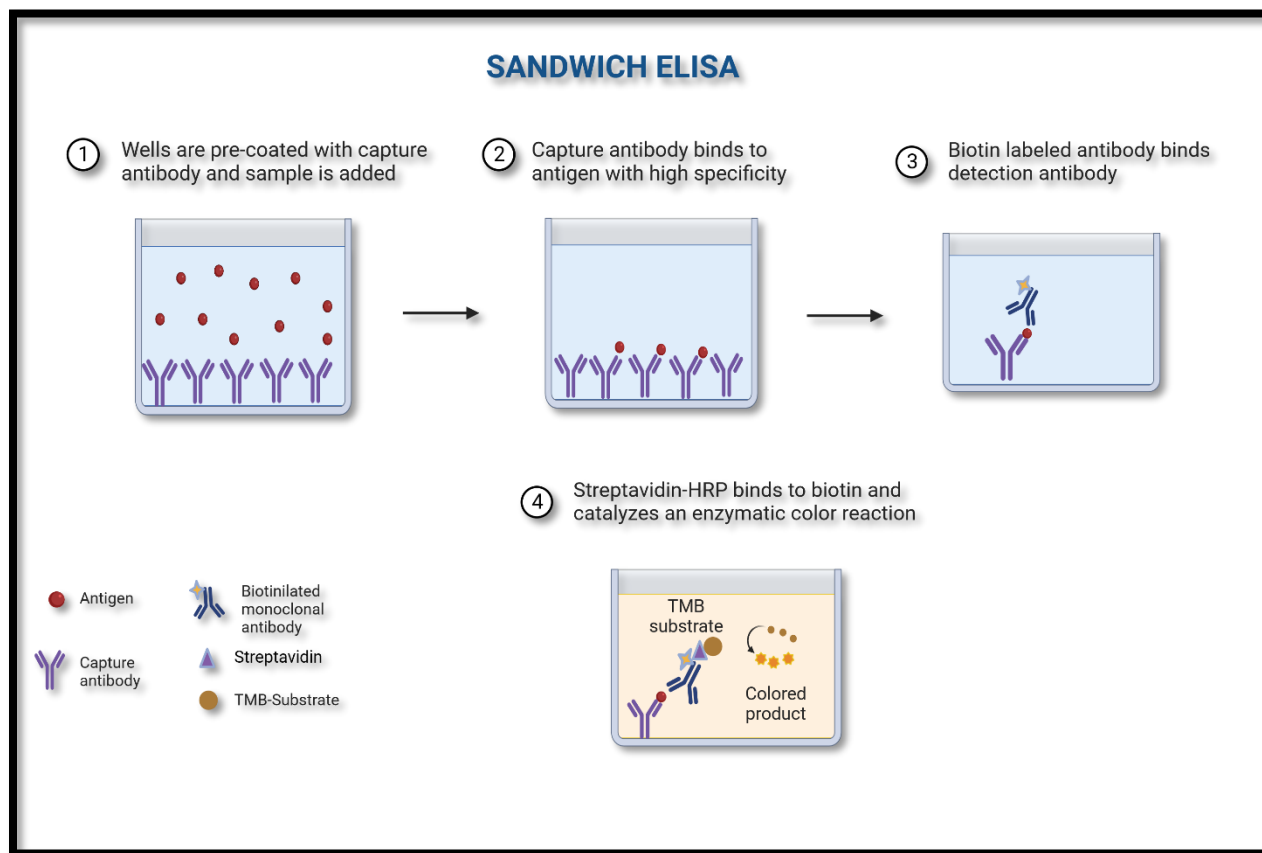 SANDWICH ELISA
1
Wells are pre-coated with capture
antibody and sample is added
2
Capture antibody binds to
antigen with high specificity
3
Biotin labeled antibody binds
detection antibody
4
Streptavidin-HRP binds to biotin and
catalyzes an enzymatic color reaction
TMB
substrate
Colored
product
Antigen
Capture
antibody
Biotinilated
monoclonal
antibody
Streptavidin
TMB-Substrate